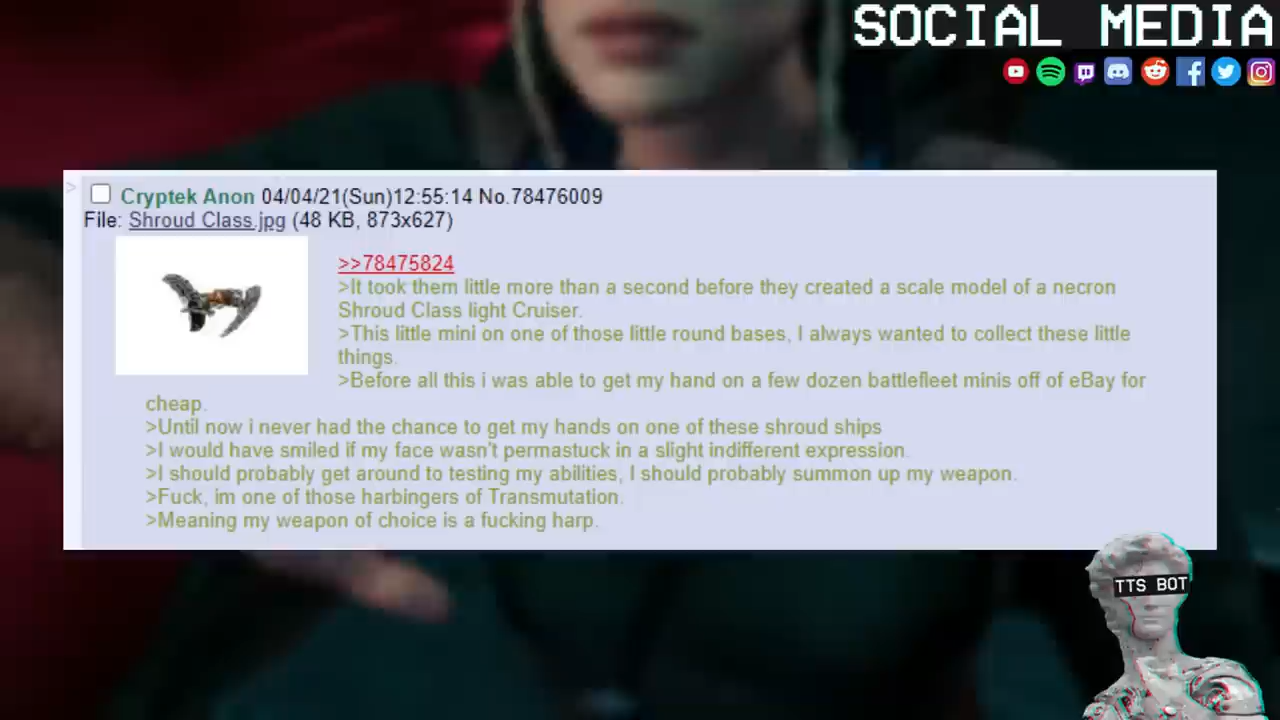 SOCIAL MEDIA
> Cryptek Anon 04/04/21(Sun)12:55:14 No.78476009
File: Shroud Class.jpg (48 KB, 873x627)
>>78475824
>It took them little more than a second before they created a scale model of a necron
Shroud Class light Cruiser.
>This little mini on one of those little round bases, I always wanted to collect these little
things.
>Before all this i was able to get my hand on a few dozen battlefleet minis off of eBay for
cheap.
>Until now i never had the chance to get my hands on one of these shroud ships
>I would have smiled if my face wasn't permastuck in a slight indifferent expression.
>I should probably get around to testing my abilities, I should probably summon up my weapon.
>Fuck, im one of those harbingers of Transmutation.
>Meaning my weapon of choice is a fucking harp.
TTS BOT